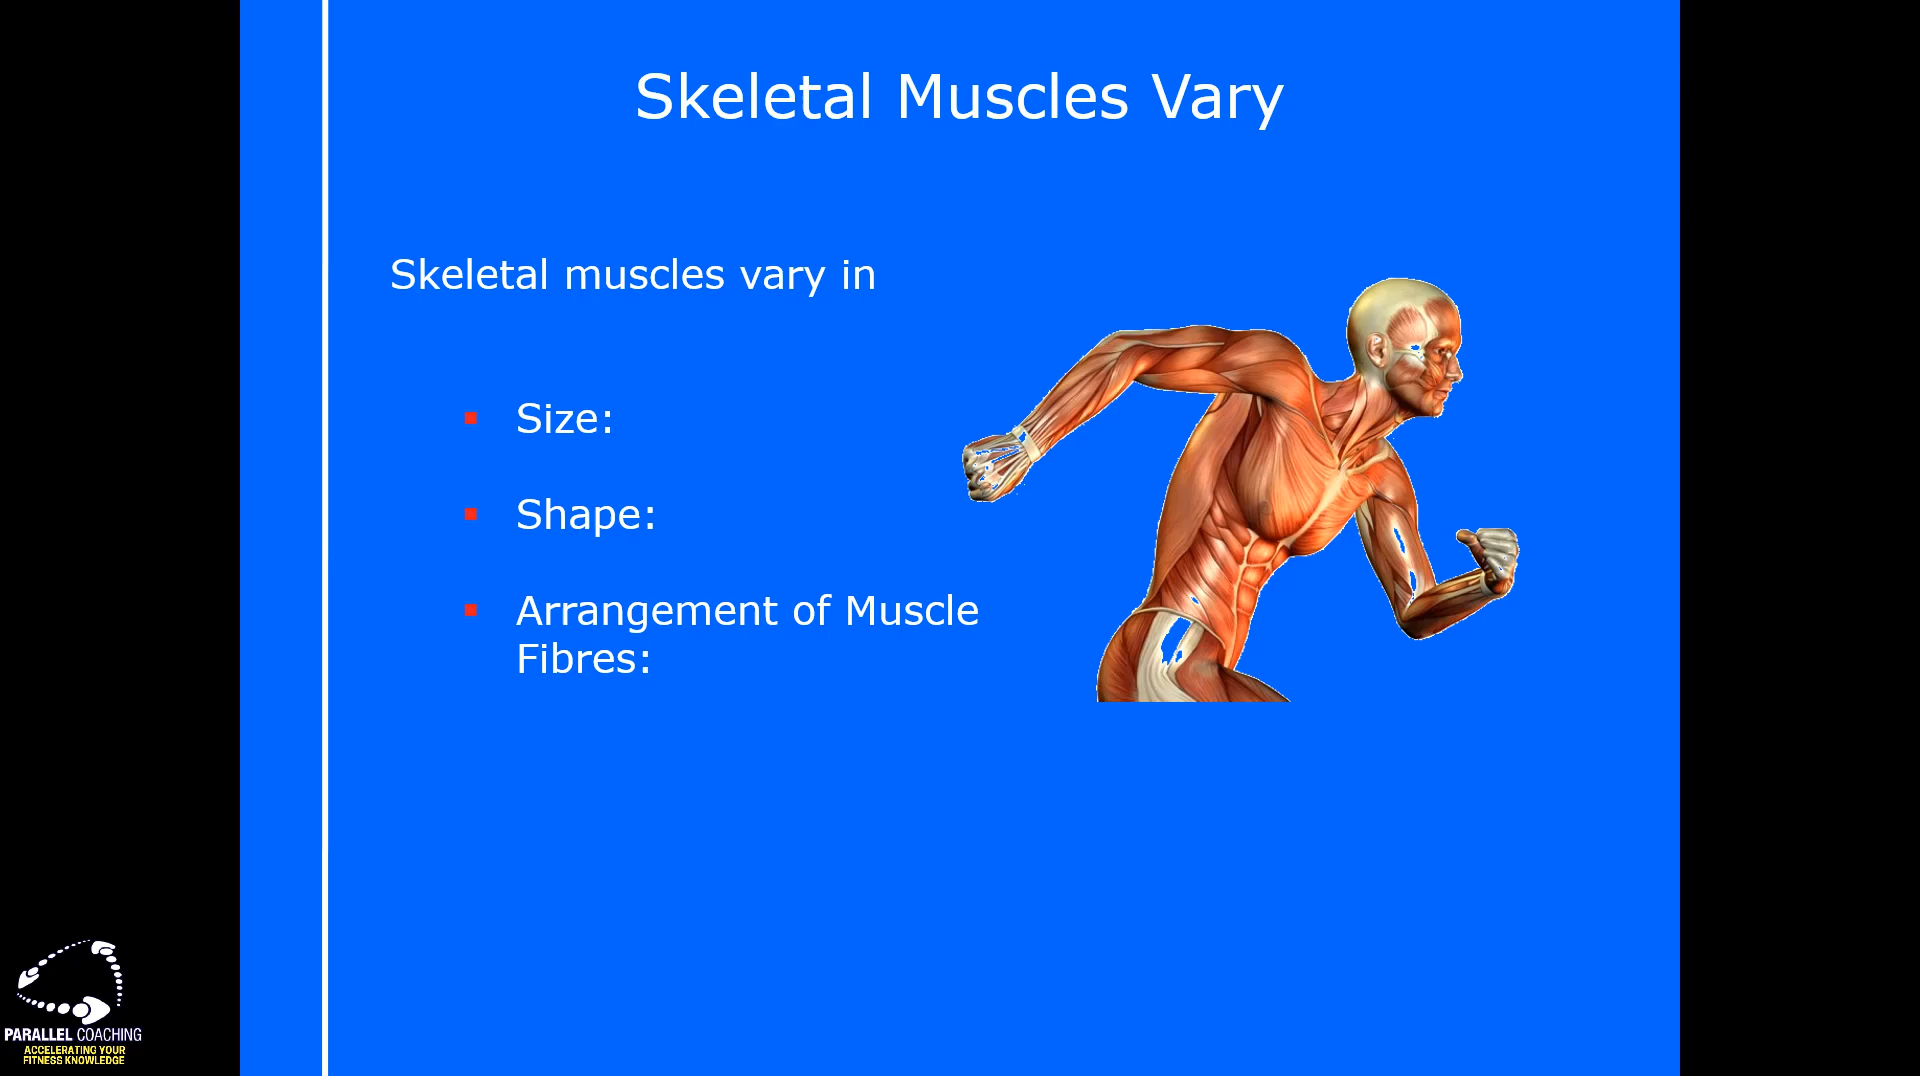 Skeletal Muscles Vary
Skeletal muscles vary in
▪ Size:
▪ Shape:
▪ Arrangement of Muscle
Fibres:
PARALLEL COACHING
ACCELERATING YOUR
FITNESS KNOWLEDGE